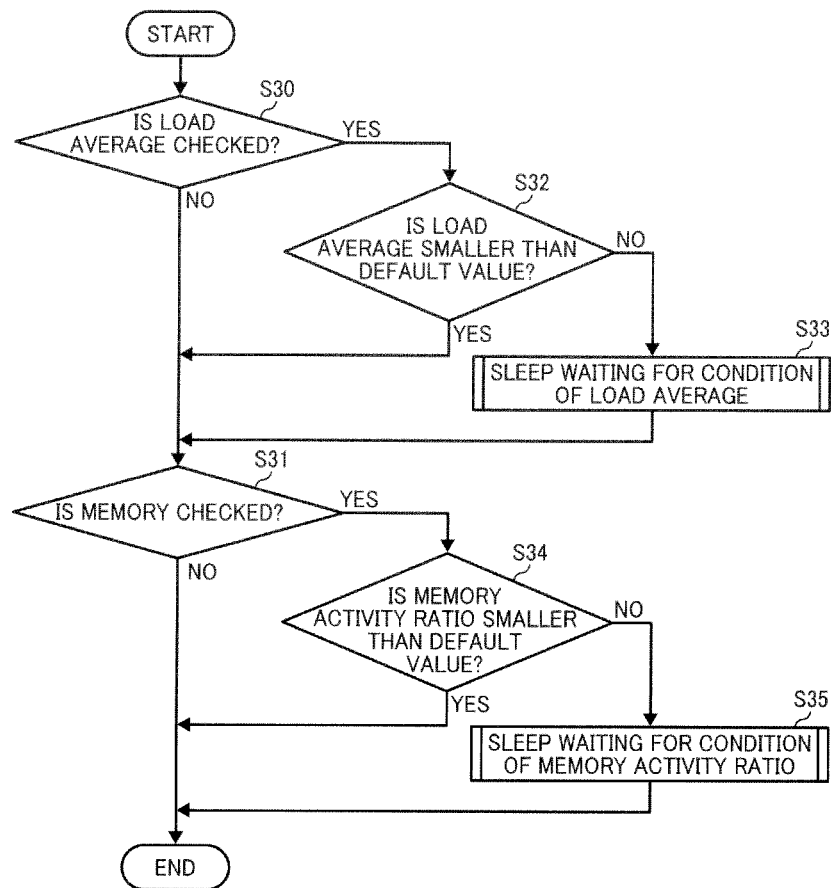 START
S30
IS LOAD
AVERAGE CHECKED?
YES
NO
S32
IS LOAD
AVERAGE SMALLER THAN
DEFAULT VALUE?
NO
YES
S33
SLEEP WAITING FOR CONDITION
OF LOAD AVERAGE
S31
IS MEMORY CHECKED?
YES
NO
S34
IS MEMORY
ACTIVITY RATIO SMALLER
THAN DEFAULT
VALUE?
NO
YES
S35
SLEEP WAITING FOR CONDITION
OF MEMORY ACTIVITY RATIO
END